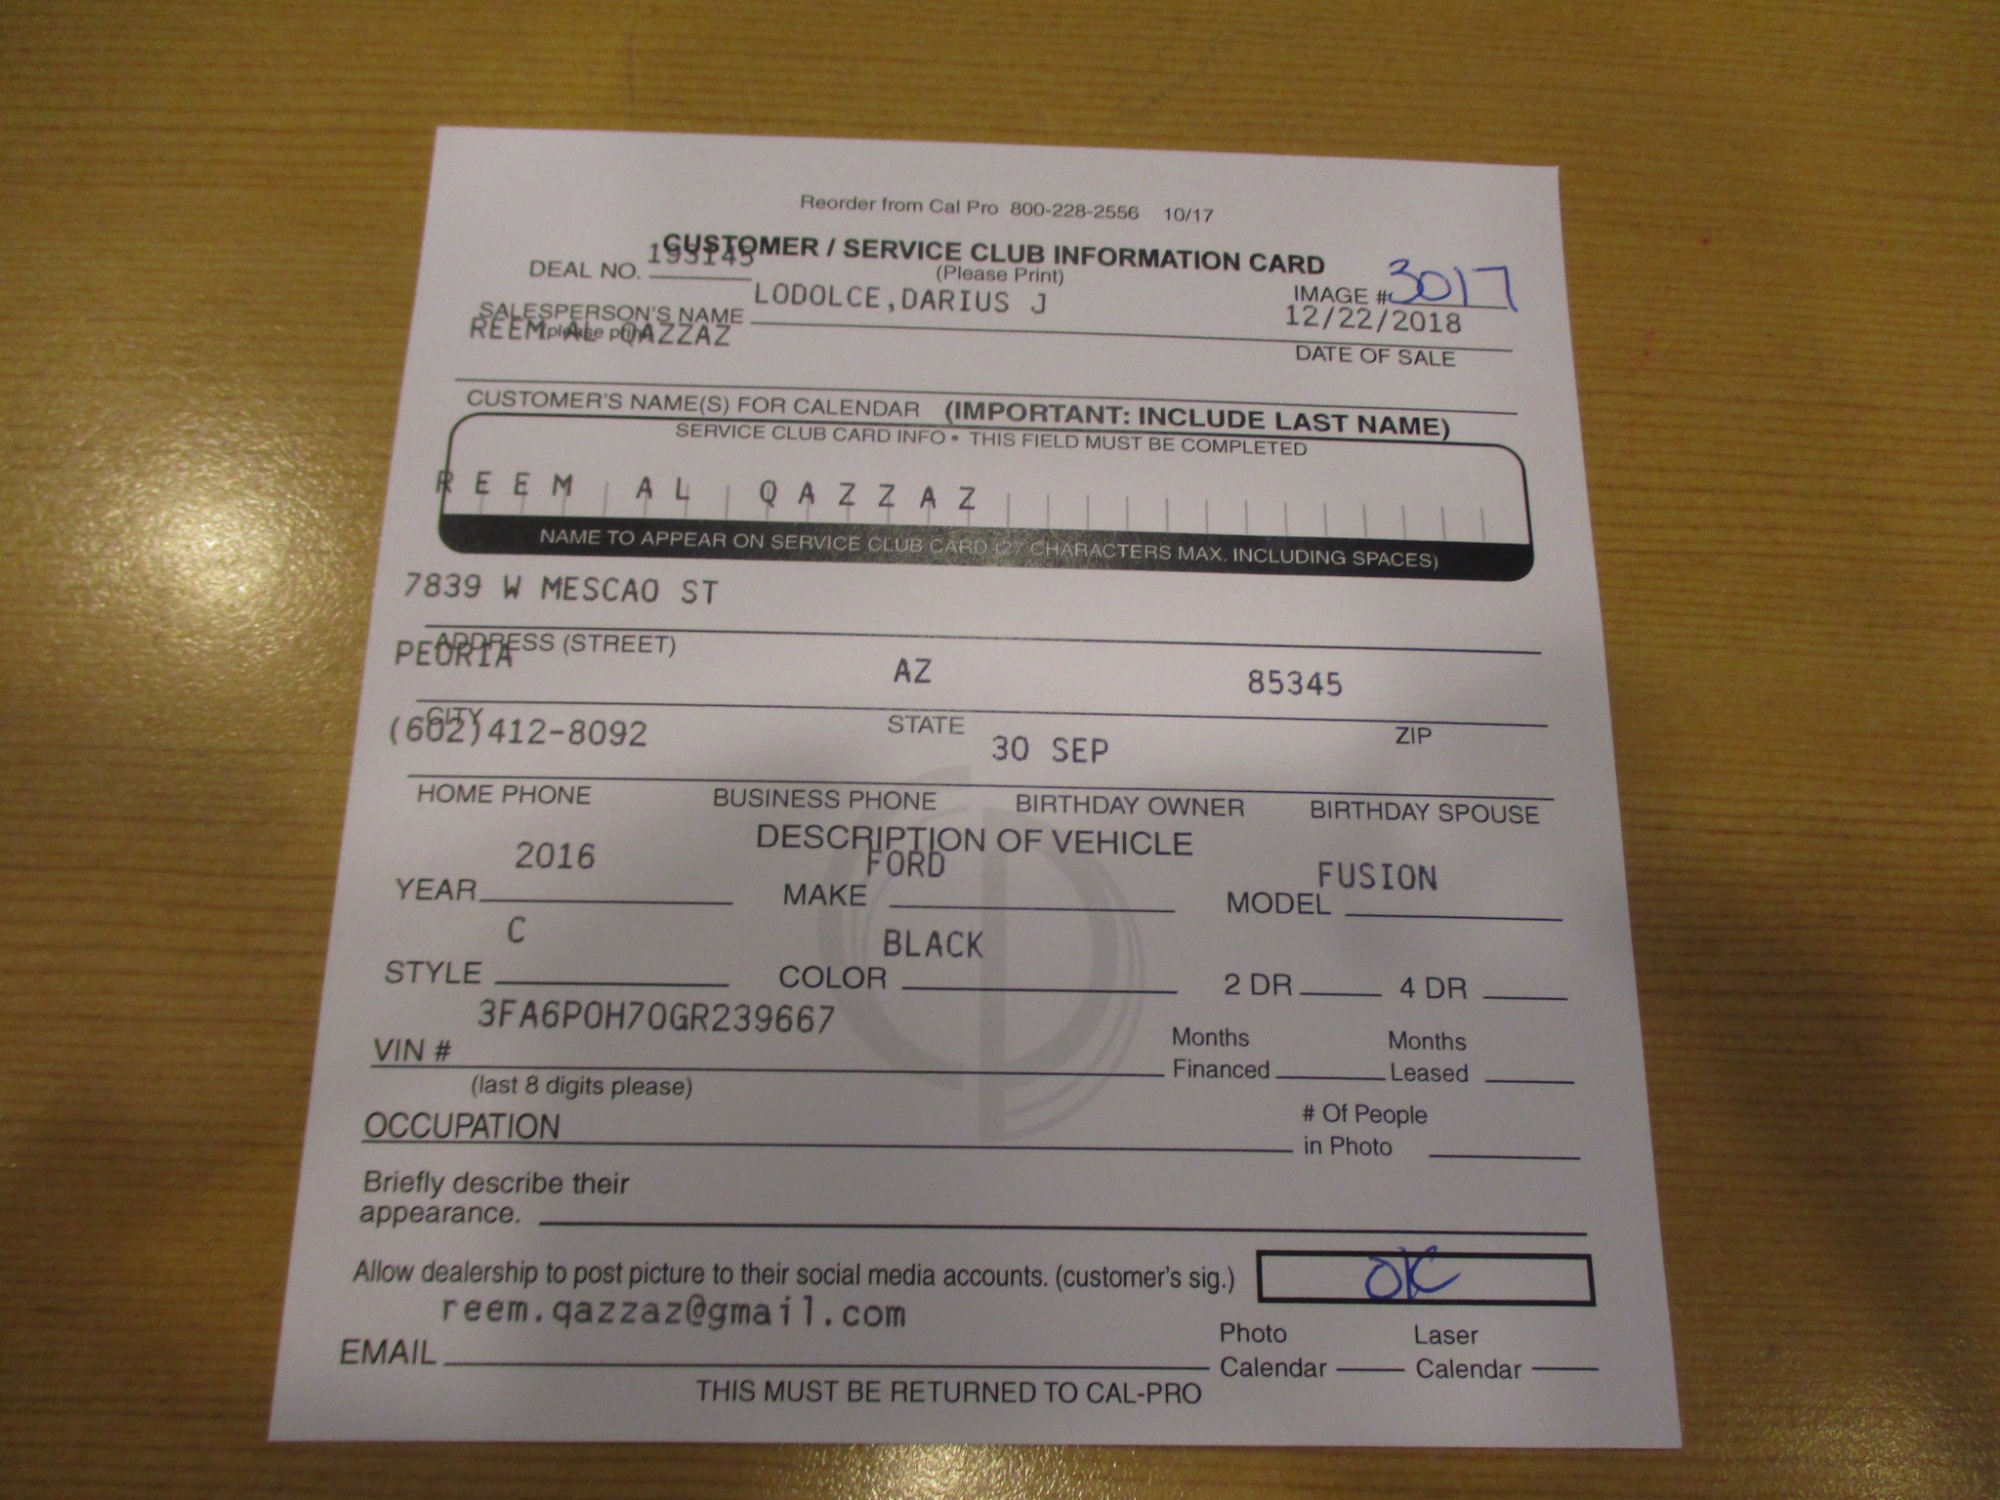 Reorder from Cal Pro 800-228-2556 10/17
CUSTOMER / SERVICE CLUB INFORMATION CARD
(Please Print)
DEAL NO. 193145
IMAGE # 3017
SALESPERSON'S NAME LODOLCE,DARIUS J
(please print)
12/22/2018
DATE OF SALE
REEM AL QAZZAZ
CUSTOMER'S NAME(S) FOR CALENDAR (IMPORTANT: INCLUDE LAST NAME)
SERVICE CLUB CARD INFO • THIS FIELD MUST BE COMPLETED
REEM AL QAZZAZ
NAME TO APPEAR ON SERVICE CLUB CARD (27 CHARACTERS MAX. INCLUDING SPACES)
7839 W MESCAO ST
ADDRESS (STREET)
PEORIA AZ 85345
CITY STATE ZIP
(602)412-8092 30 SEP
HOME PHONE BUSINESS PHONE BIRTHDAY OWNER BIRTHDAY SPOUSE
DESCRIPTION OF VEHICLE
2016 FORD FUSION
YEAR MAKE MODEL
C BLACK
STYLE COLOR 2 DR 4 DR
3FA6P0H70GR239667
VIN #
(last 8 digits please)
Months Financed Months Leased
OCCUPATION
# Of People in Photo
Briefly describe their
appearance.
Allow dealership to post picture to their social media accounts. (customer's sig.) OK
reem.qazzaz@gmail.com
EMAIL
Photo Calendar Laser Calendar
THIS MUST BE RETURNED TO CAL-PRO